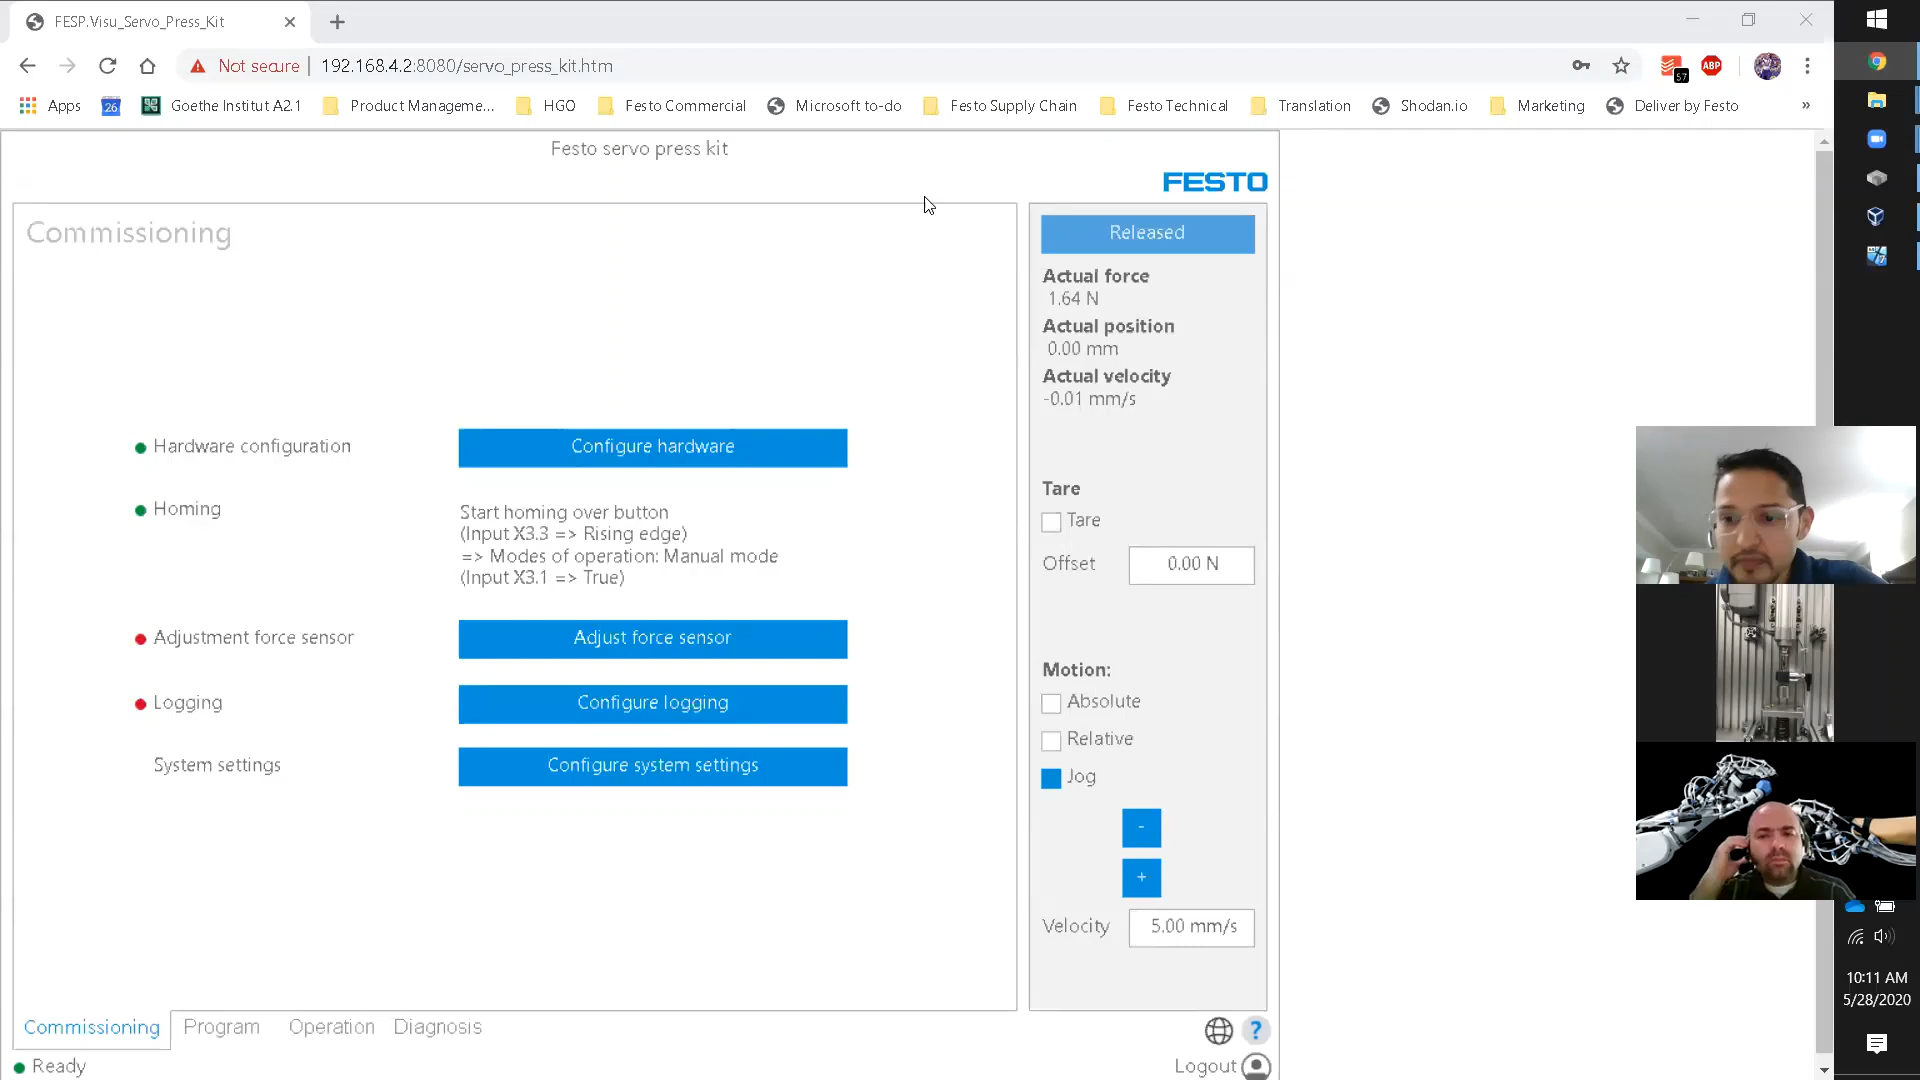 FESP.Visu_Servo_Press_Kit
Not secure
192.168.4.2:8080/servo_press_kit.htm
57
ABP
Apps
26
Goethe Institut A2.1
Product Manageme...
HGO
Festo Commercial
Microsoft to-do
Festo Supply Chain
Festo Technical
Translation
Shodan.io
Marketing
Deliver by Festo
»
Festo servo press kit
FESTO
Commissioning
Hardware configuration
Configure hardware
Homing
Start homing over button
(Input X3.3 => Rising edge)
=> Modes of operation: Manual mode
(Input X3.1 => True)
Adjustment force sensor
Adjust force sensor
Logging
Configure logging
System settings
Configure system settings
Released
Actual force
1.64 N
Actual position
0.00 mm
Actual velocity
-0.01 mm/s
Tare
Tare
Offset
0.00 N
Motion:
Absolute
Relative
Jog
-
+
Velocity
5.00 mm/s
Commissioning
Program
Operation
Diagnosis
?
Ready
Logout
10:11 AM
5/28/2020